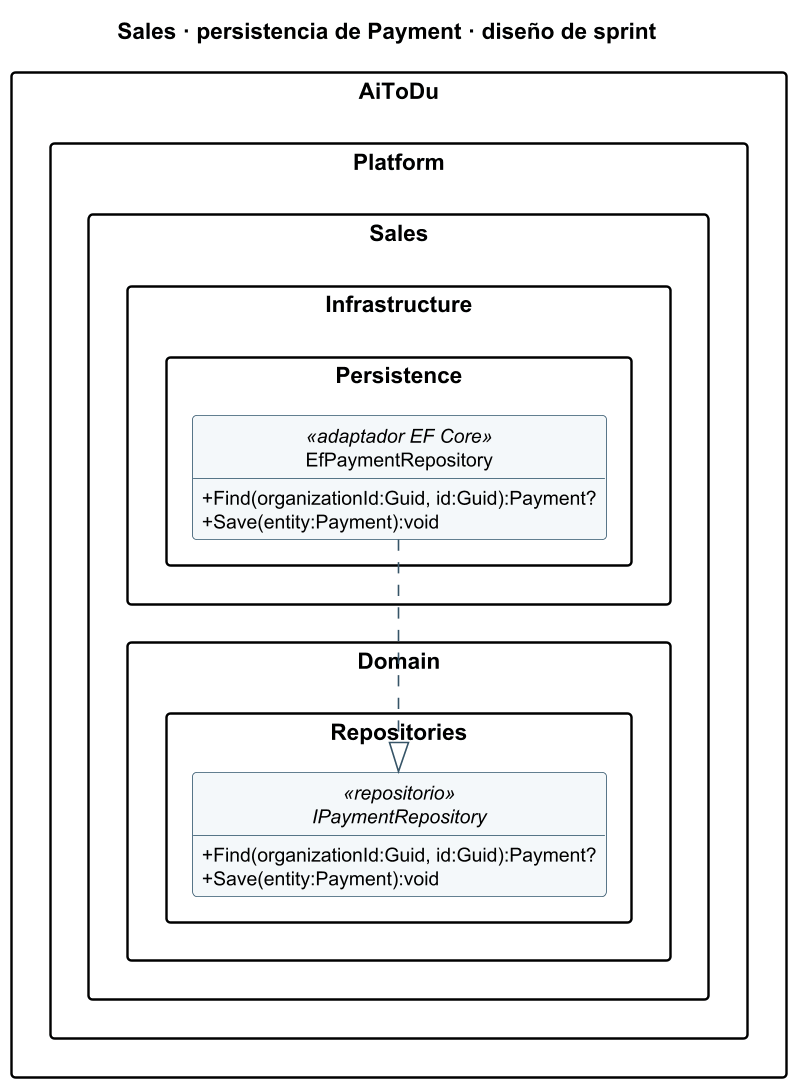 Sales · persistencia de Payment · diseño de sprint
AiToDu
Platform
Sales
Infrastructure
Persistence
«adaptador EF Core»
EfPaymentRepository
+Find(organizationId:Guid, id:Guid):Payment?
+Save(entity:Payment):void
Domain
Repositories
«repositorio»
IPaymentRepository
+Find(organizationId:Guid, id:Guid):Payment?
+Save(entity:Payment):void